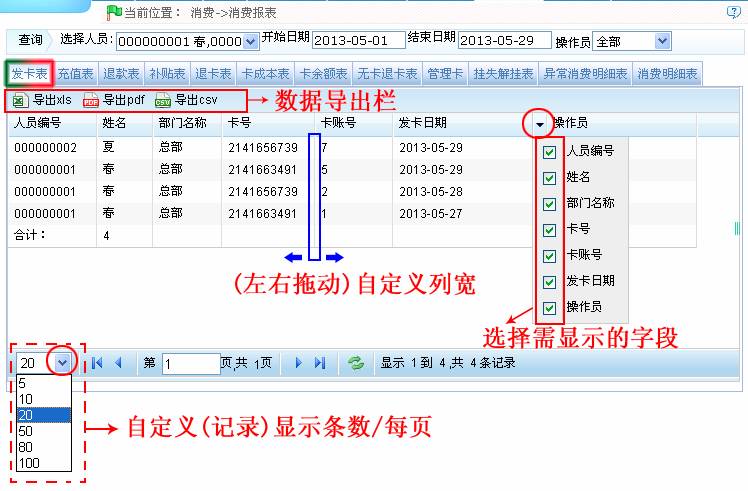 当前位置： 消费->消费报表
查询 选择人员: 000000001 春,0000 开始日期 2013-05-01 结束日期 2013-05-29 操作员 全部
发卡表 充值表 退款表 补贴表 退卡表 卡成本表 卡余额表 无卡退卡表 管理卡 挂失解挂表 异常消费明细表 消费明细表
导出xls 导出pdf 导出csv 数据导出栏
人员编号 姓名 部门名称 卡号 卡账号 发卡日期 操作员
000000002 夏 总部 2141656739 7 2013-05-29
000000001 春 总部 2141663491 5 2013-05-29
000000001 春 总部 2141656739 2 2013-05-28
000000001 春 总部 2141663491 1 2013-05-27
合计： 4
人员编号
姓名
部门名称
卡号
卡账号
发卡日期
操作员
(左右拖动)自定义列宽
选择需显示的字段
20 第 1 页,共 1页 显示 1 到 4 ,共 4 条记录
5
10
20
50
80
100
自定义(记录)显示条数/每页